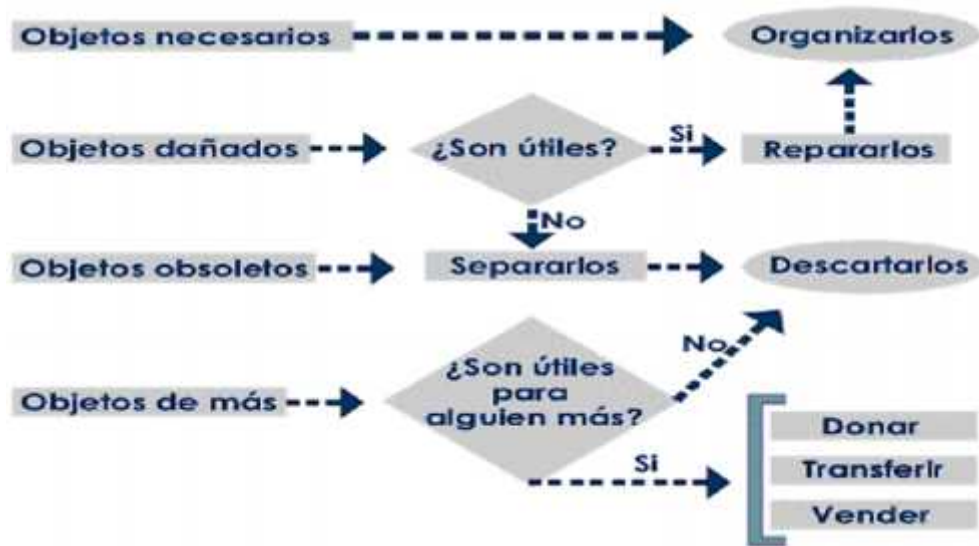 Objetos necesarios
Organizarlos
Objetos dañados
¿Son útiles?
Si
Repararlos
No
Objetos obsoletos
Separarlos
Descartarlos
Objetos de más
¿Son útiles
para
alguien más?
No
Si
Donar
Transferir
Vender